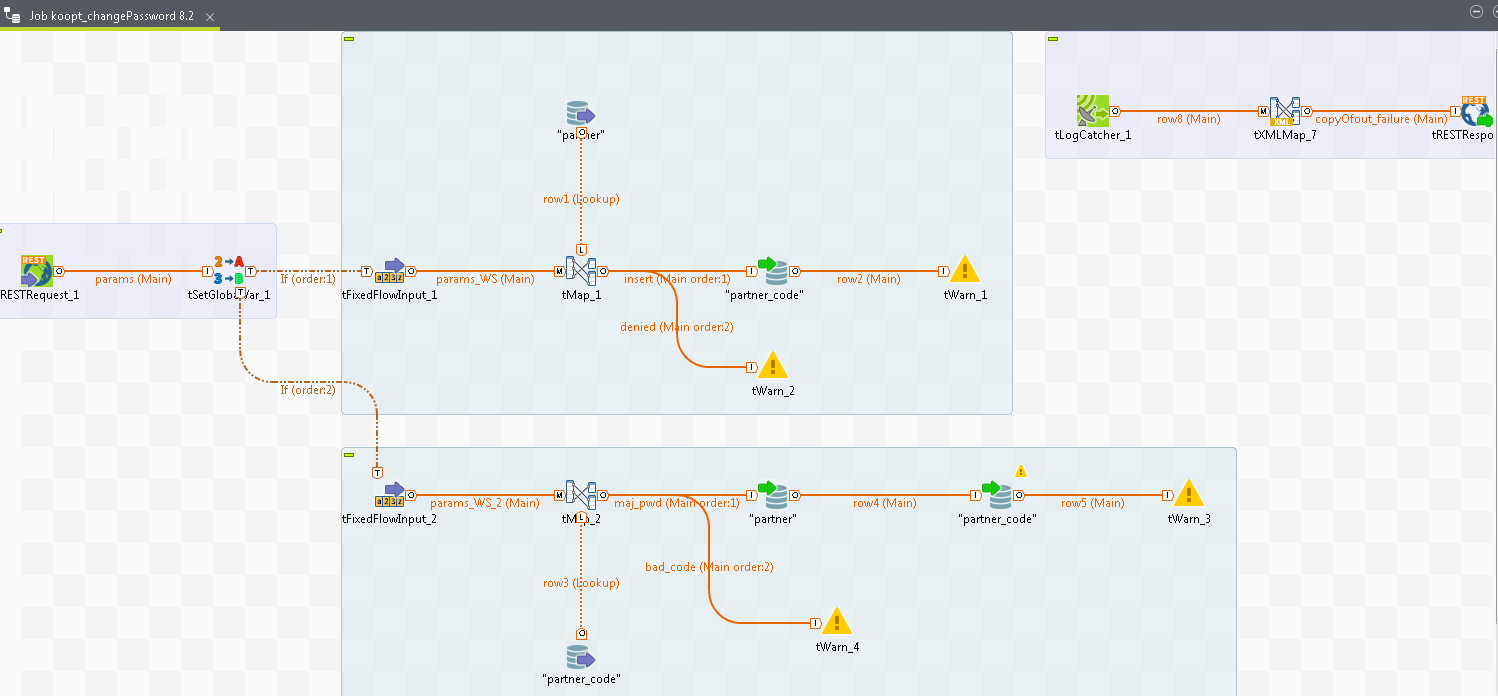 Job koopt_changePassword 8.2
"partner"
row1 (Lookup)
REST
RESTRequest_1
params (Main)
tSetGlobalVar_1
If (order:1)
If (order:2)
tFixedFlowInput_1
params_WS (Main)
tMap_1
insert (Main order:1)
"partner_code"
row2 (Main)
tWarn_1
denied (Main order:2)
tWarn_2
tLogCatcher_1
row8 (Main)
XML
tXMLMap_7
copyOfout_failure (Main)
REST
tRESTRespo
tFixedFlowInput_2
params_WS_2 (Main)
tMap_2
maj_pwd (Main order:1)
"partner"
row4 (Main)
"partner_code"
row5 (Main)
tWarn_3
bad_code (Main order:2)
tWarn_4
row3 (Lookup)
"partner_code"